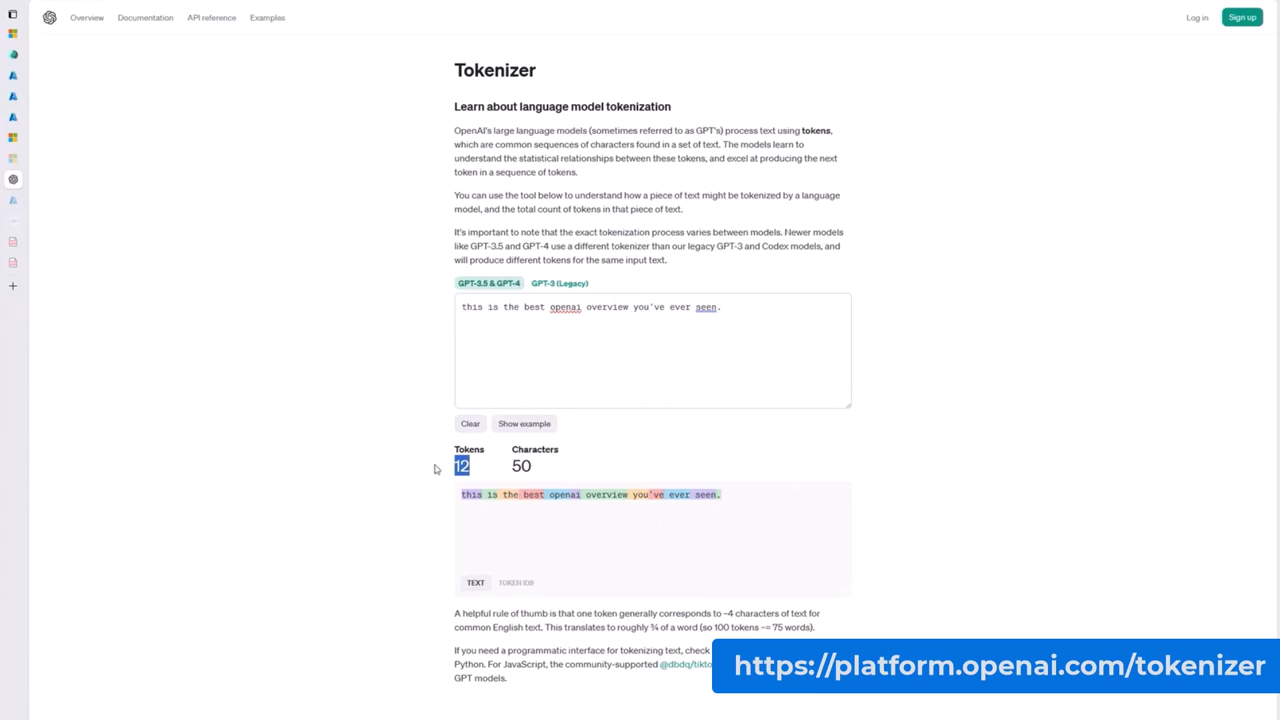 Overview Documentation API reference Examples Log in Sign up
Tokenizer
Learn about language model tokenization
OpenAI's large language models (sometimes referred to as GPT's) process text using tokens,
which are common sequences of characters found in a set of text. The models learn to
understand the statistical relationships between these tokens, and excel at producing the next
token in a sequence of tokens.
You can use the tool below to understand how a piece of text might be tokenized by a language
model, and the total count of tokens in that piece of text.
It's important to note that the exact tokenization process varies between models. Newer models
like GPT-3.5 and GPT-4 use a different tokenizer than our legacy GPT-3 and Codex models, and
will produce different tokens for the same input text.
GPT-3.5 & GPT-4 GPT-3 (Legacy)
this is the best openai overview you've ever seen.
Clear Show example
Tokens Characters
12 50
this is the best openai overview you've ever seen.
TEXT TOKEN IDS
A helpful rule of thumb is that one token generally corresponds to ~4 characters of text for
common English text. This translates to roughly ¾ of a word (so 100 tokens ~= 75 words).
If you need a programmatic interface for tokenizing text, check
Python. For JavaScript, the community-supported @dbdq/tikto
GPT models.
https://platform.openai.com/tokenizer